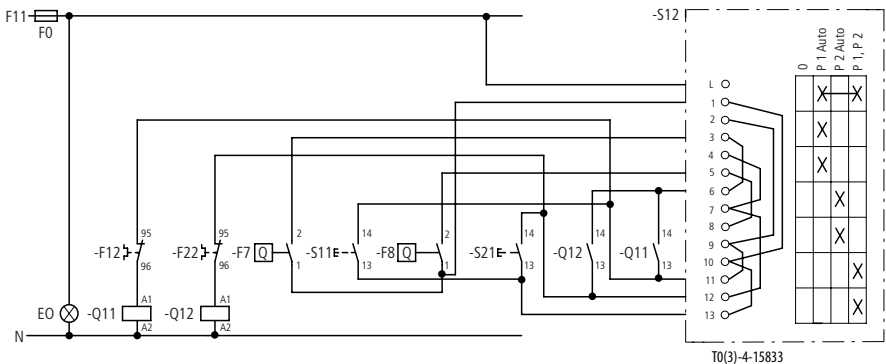 F11
F0
-S12
0
P 1 Auto
P 2 Auto
P 1, P 2
L
1
2
3
4
5
6
7
8
9
10
11
12
13
95
96
-F12
95
96
-F22
2
1
-F7 Q
14
13
-S11 E
2
1
-F8 Q
14
13
-S21 E
14
13
-Q12
14
13
-Q11
EO
-Q11
A1
A2
-Q12
A1
A2
N
T0(3)-4-15833